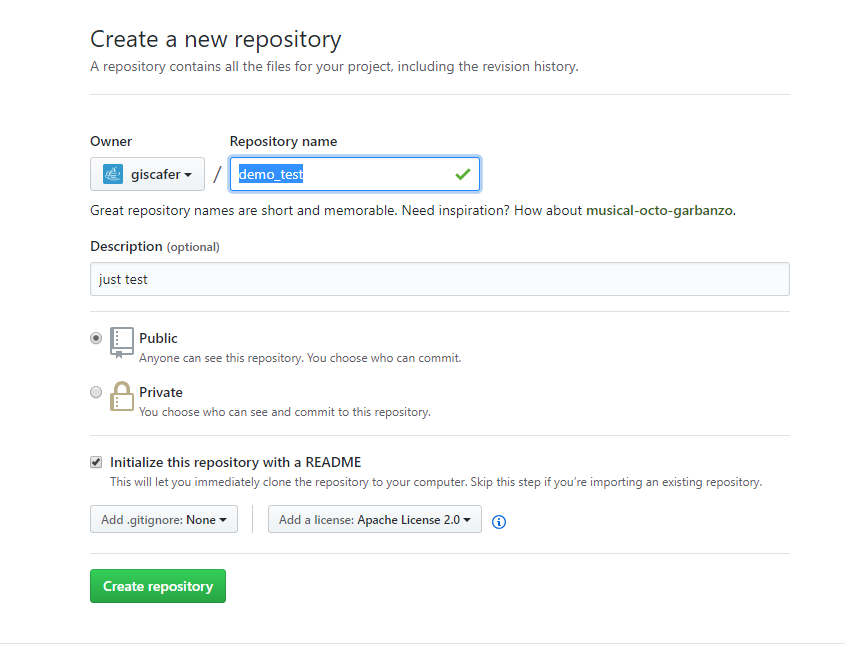 Create a new repository
A repository contains all the files for your project, including the revision history.
Owner Repository name
giscafer / demo_test
Great repository names are short and memorable. Need inspiration? How about musical-octo-garbanzo.
Description (optional)
just test
Public
Anyone can see this repository. You choose who can commit.
Private
You choose who can see and commit to this repository.
Initialize this repository with a README
This will let you immediately clone the repository to your computer. Skip this step if you’re importing an existing repository.
Add .gitignore: None Add a license: Apache License 2.0
Create repository